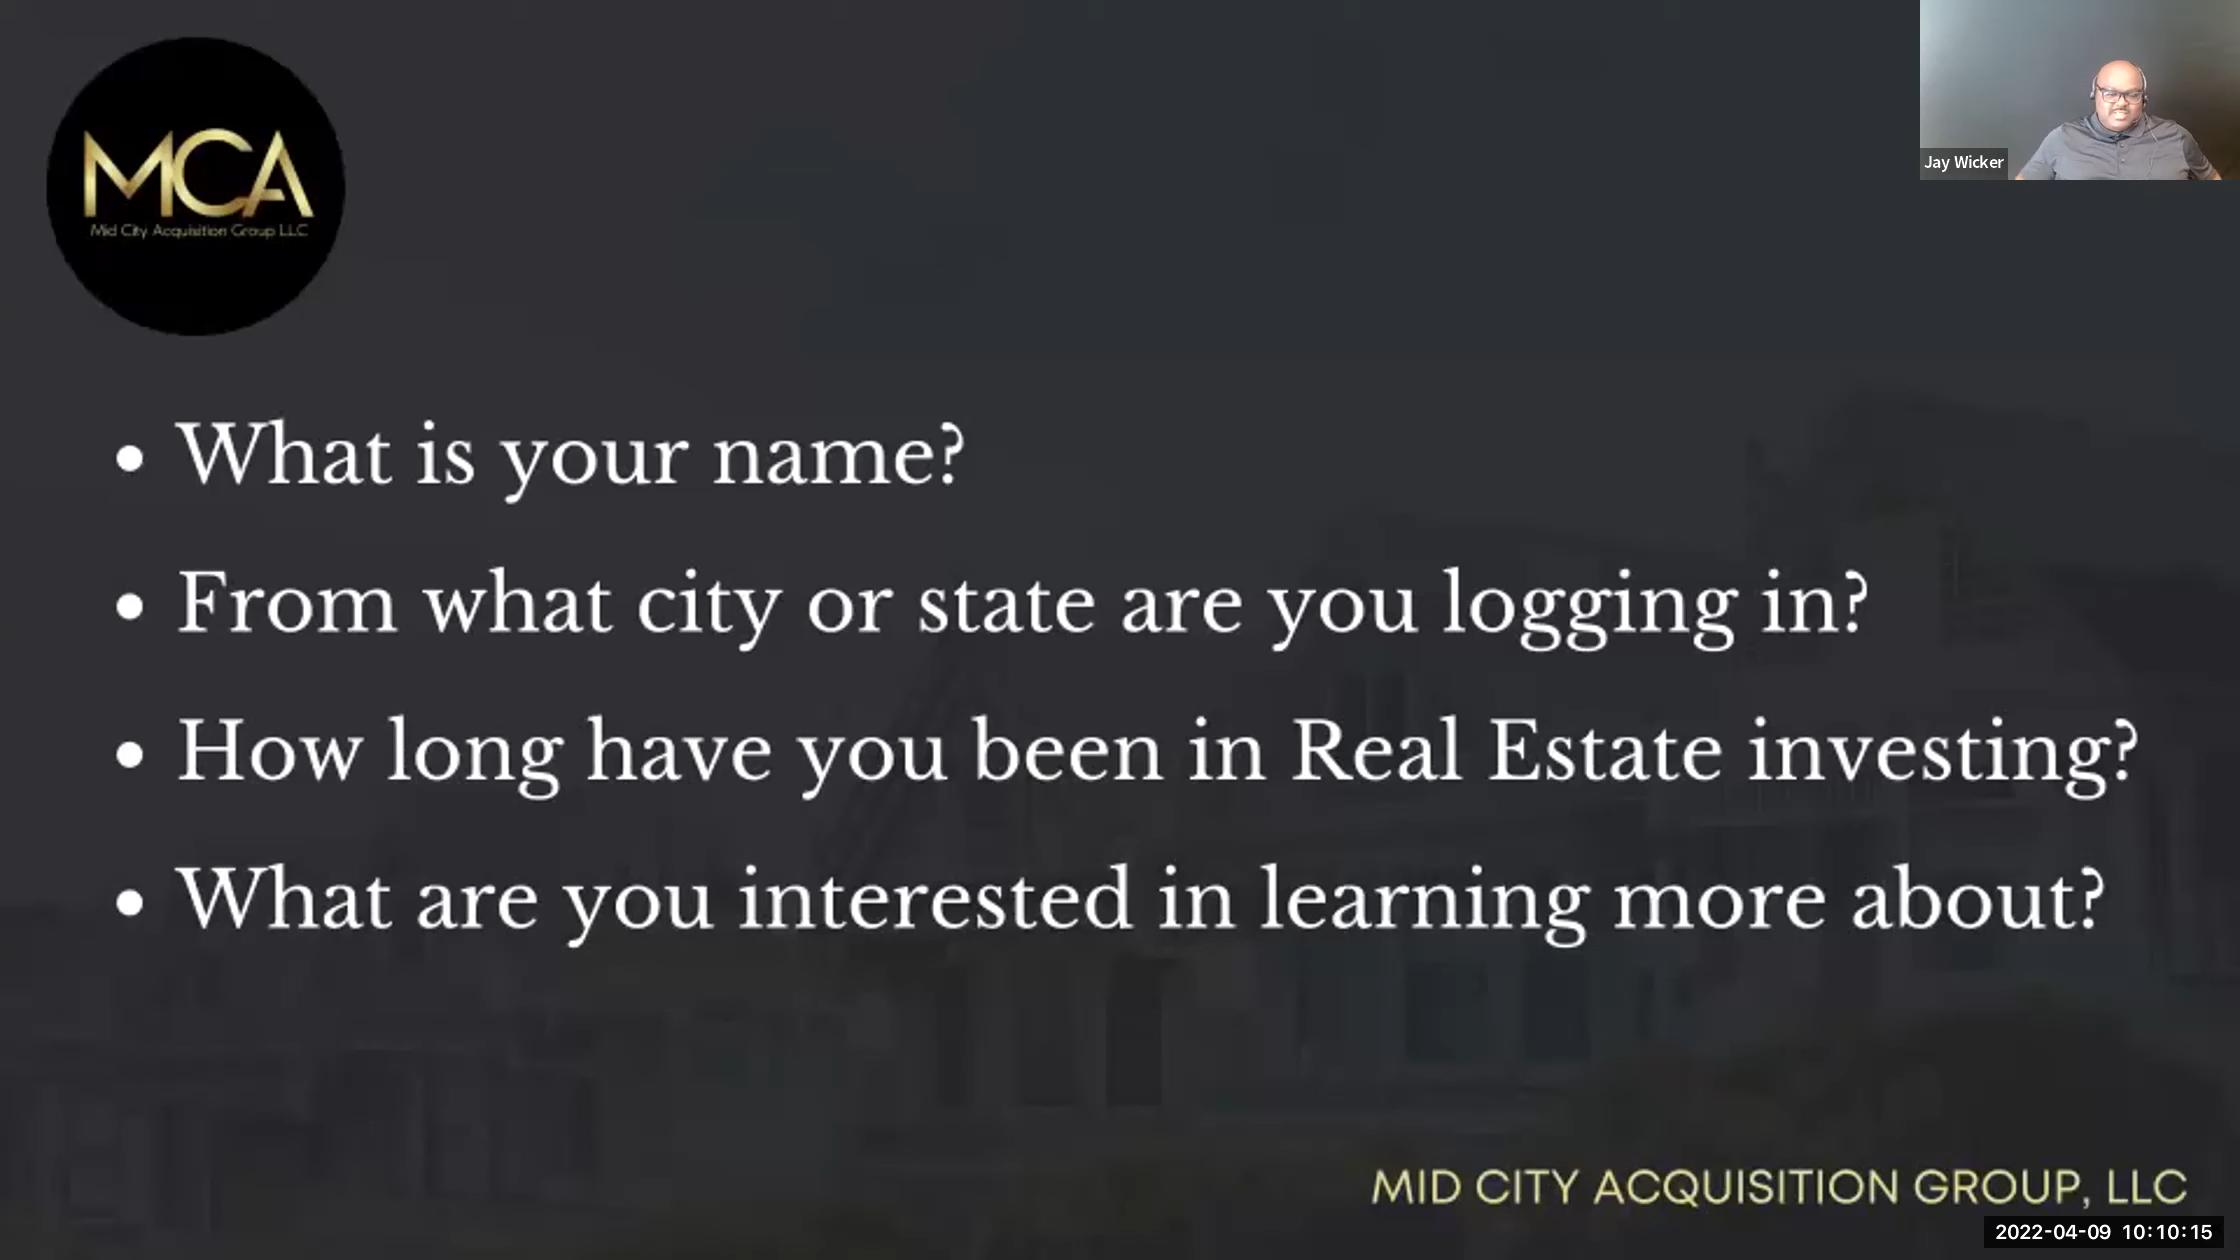 MCA
Mid City Acquisition Group LLC
Jay Wicker
• What is your name?
• From what city or state are you logging in?
• How long have you been in Real Estate investing?
• What are you interested in learning more about?
MID CITY ACQUISITION GROUP, LLC
2022-04-09 10:10:15